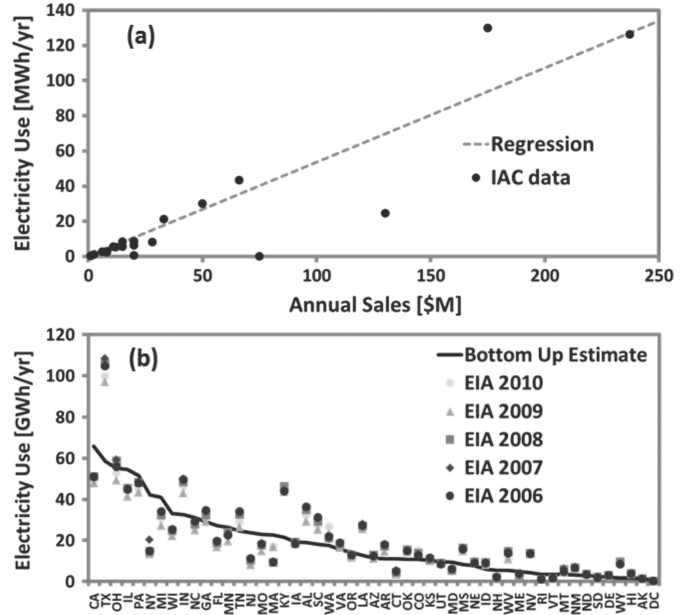 140
120
100
80
60
40
20
0
Electricity Use [MWh/yr]
(a)
Regression
IAC data
0 50 100 150 200 250
Annual Sales [$M]
120
100
80
60
40
20
0
Electricity Use [GWh/yr]
(b)
Bottom Up Estimate
EIA 2010
EIA 2009
EIA 2008
EIA 2007
EIA 2006
CA TX OH IL PA NY MI WI IN NC GA FL MN TN NJ MO MA KY IA AL SC WA VA OR LA AZ AR CT OK CO KS UT MD MS NE ID NH NV ME RI VT SD DE WY HI DC